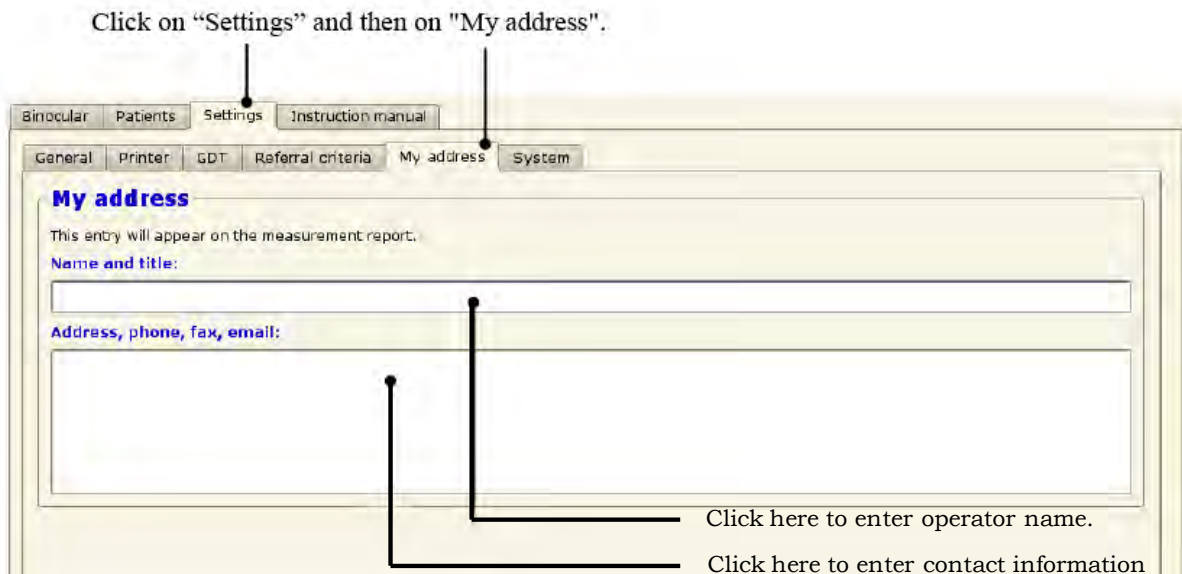 Click on “Settings” and then on "My address".
Binocular Patients Settings Instruction manual
General Printer GDT Referral criteria My address System
My address
This entry will appear on the measurement report.
Name and title:
Address, phone, fax, email:
Click here to enter operator name.
Click here to enter contact information